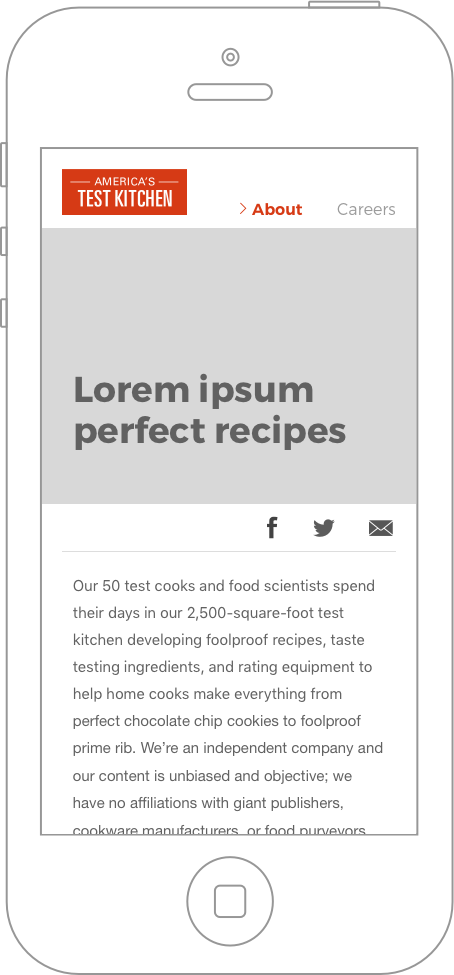 AMERICA'S
TEST KITCHEN
About
Careers
Lorem ipsum
perfect recipes
Our 50 test cooks and food scientists spend
their days in our 2,500-square-foot test
kitchen developing foolproof recipes, taste
testing ingredients, and rating equipment to
help home cooks make everything from
perfect chocolate chip cookies to foolproof
prime rib. We’re an independent company and
our content is unbiased and objective; we
have no affiliations with giant publishers,
cookware manufacturers, or food purveyors